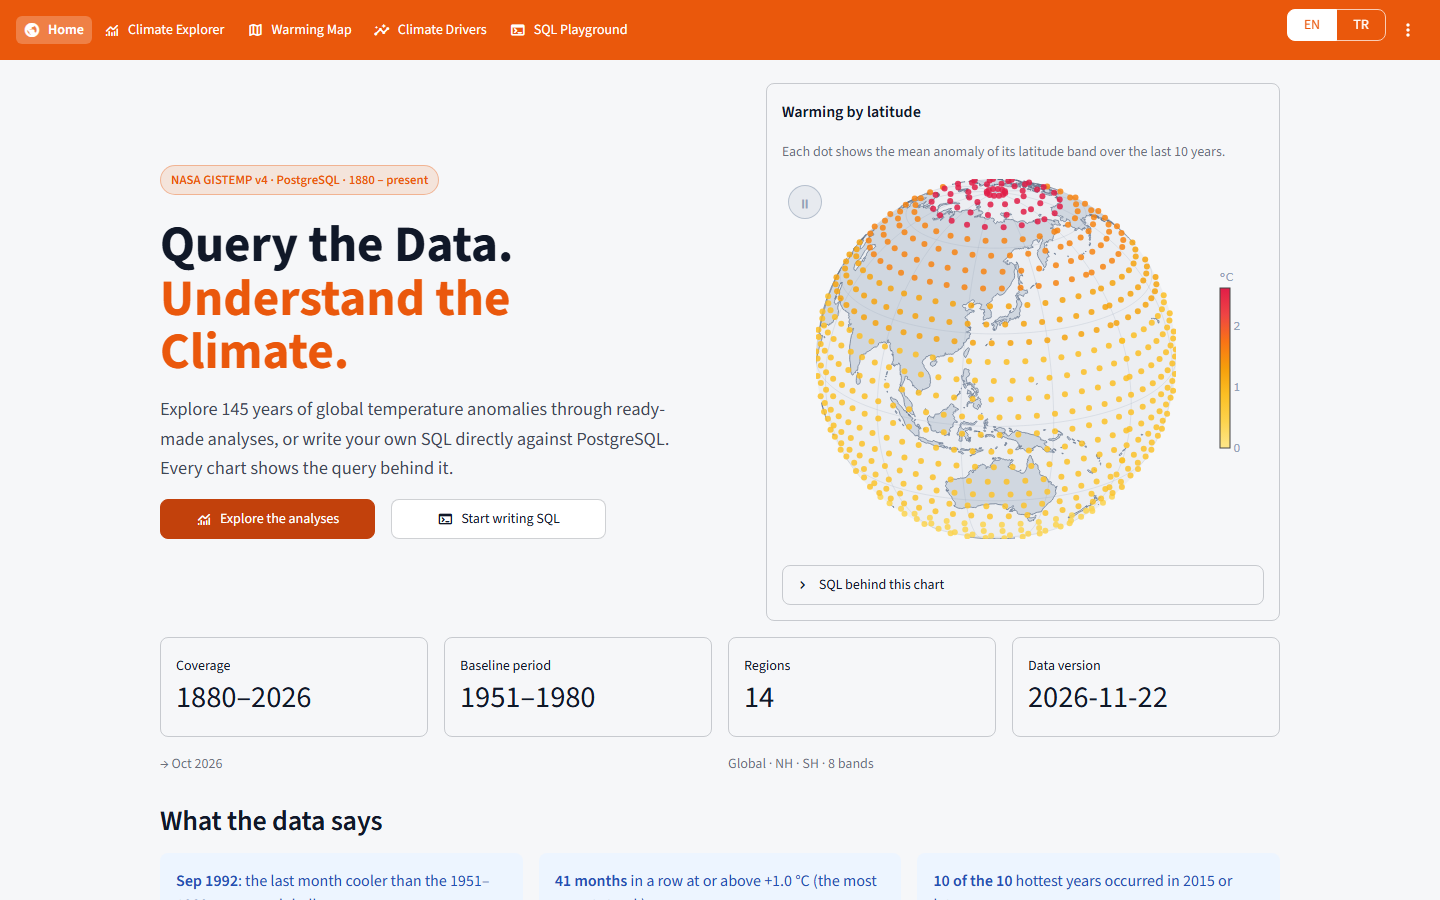 Home
Climate Explorer
Warming Map
Climate Drivers
SQL Playground
EN
TR
NASA GISTEMP v4 · PostgreSQL · 1880 – present
Query the Data.
Understand the
Climate.
Explore 145 years of global temperature anomalies through ready-
made analyses, or write your own SQL directly against PostgreSQL.
Every chart shows the query behind it.
Explore the analyses
Start writing SQL
Warming by latitude
Each dot shows the mean anomaly of its latitude band over the last 10 years.
°C
2
1
0
SQL behind this chart
Coverage
1880–2026
Baseline period
1951–1980
Regions
14
Data version
2026-11-22
→ Oct 2026
Global · NH · SH · 8 bands
What the data says
Sep 1992: the last month cooler than the 1951–
41 months in a row at or above +1.0 °C (the most
10 of the 10 hottest years occurred in 2015 or